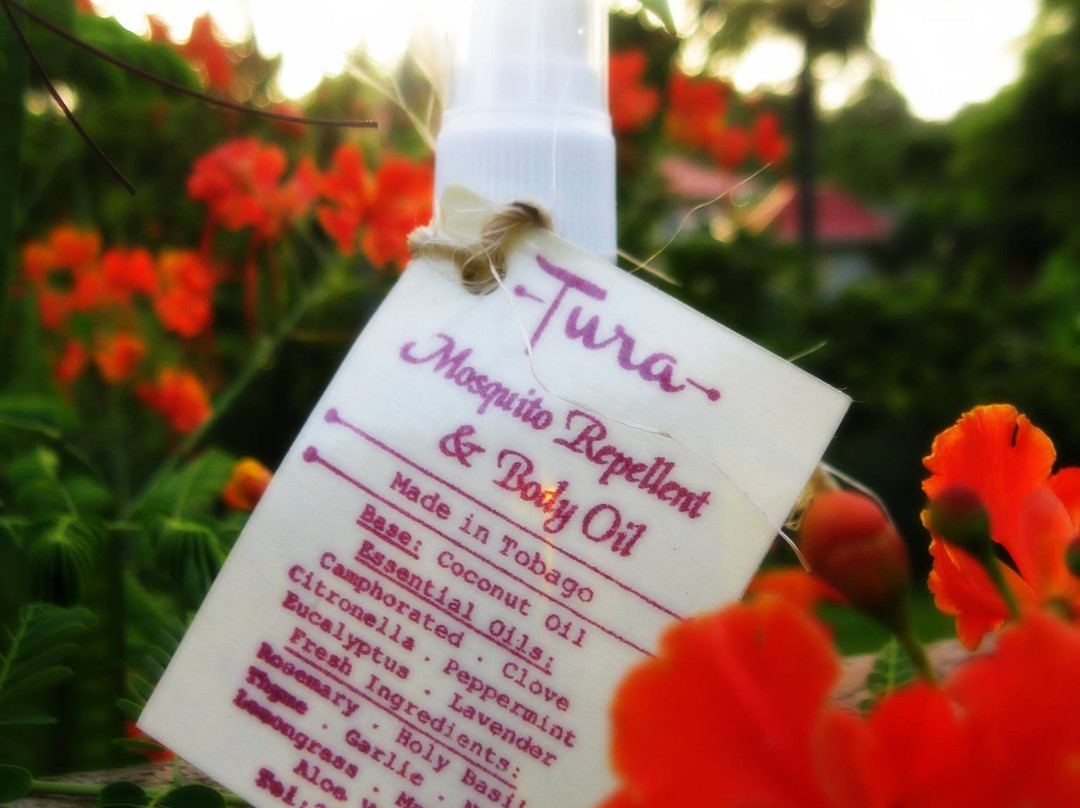 Tura
Mosquito Repellent
& Body Oil
Made in Tobago
Base: Coconut Oil
Essential Oils:
Camphorated · Clove
Citronella · Peppermint
Eucalyptus · Lavender
Fresh Ingredients:
Rosemary · Holy Basil
Thyme · Garlic ·
Lemongrass ·
Aloe
Tel: